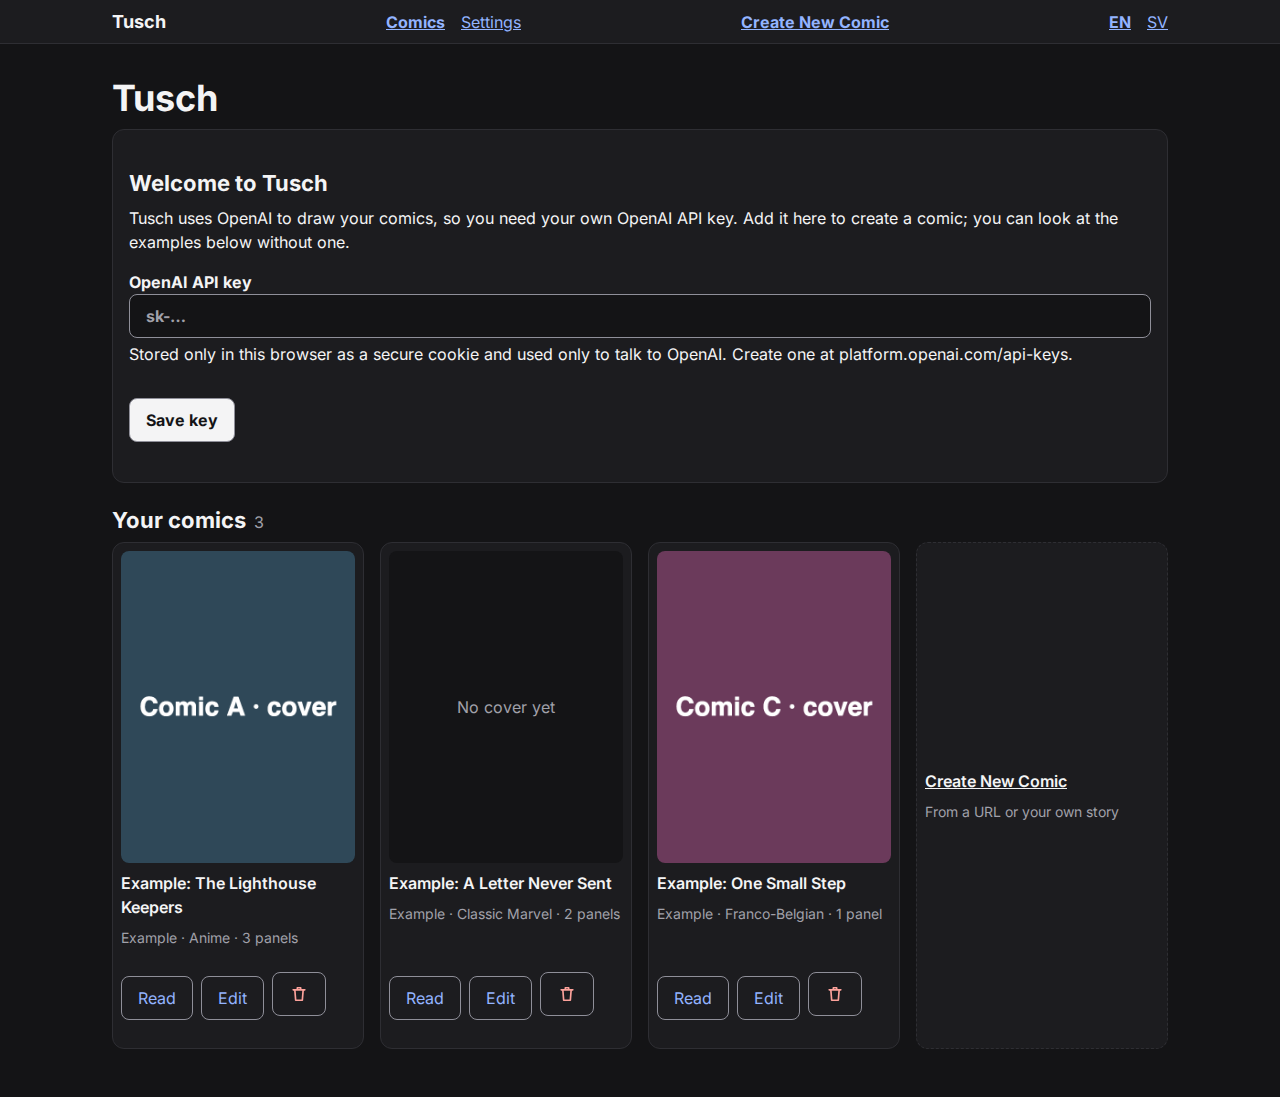 Tusch
Comics Settings
Create New Comic
EN SV
Tusch
Welcome to Tusch
Tusch uses OpenAI to draw your comics, so you need your own OpenAI API key. Add it here to create a comic; you can look at the
examples below without one.
OpenAI API key
sk-...
Stored only in this browser as a secure cookie and used only to talk to OpenAI. Create one at platform.openai.com/api-keys.
Save key
Your comics 3
Comic A · cover
Example: The Lighthouse
Keepers
Example · Anime · 3 panels
Read Edit
No cover yet
Example: A Letter Never Sent
Example · Classic Marvel · 2 panels
Read Edit
Comic C · cover
Example: One Small Step
Example · Franco-Belgian · 1 panel
Read Edit
Create New Comic
From a URL or your own story